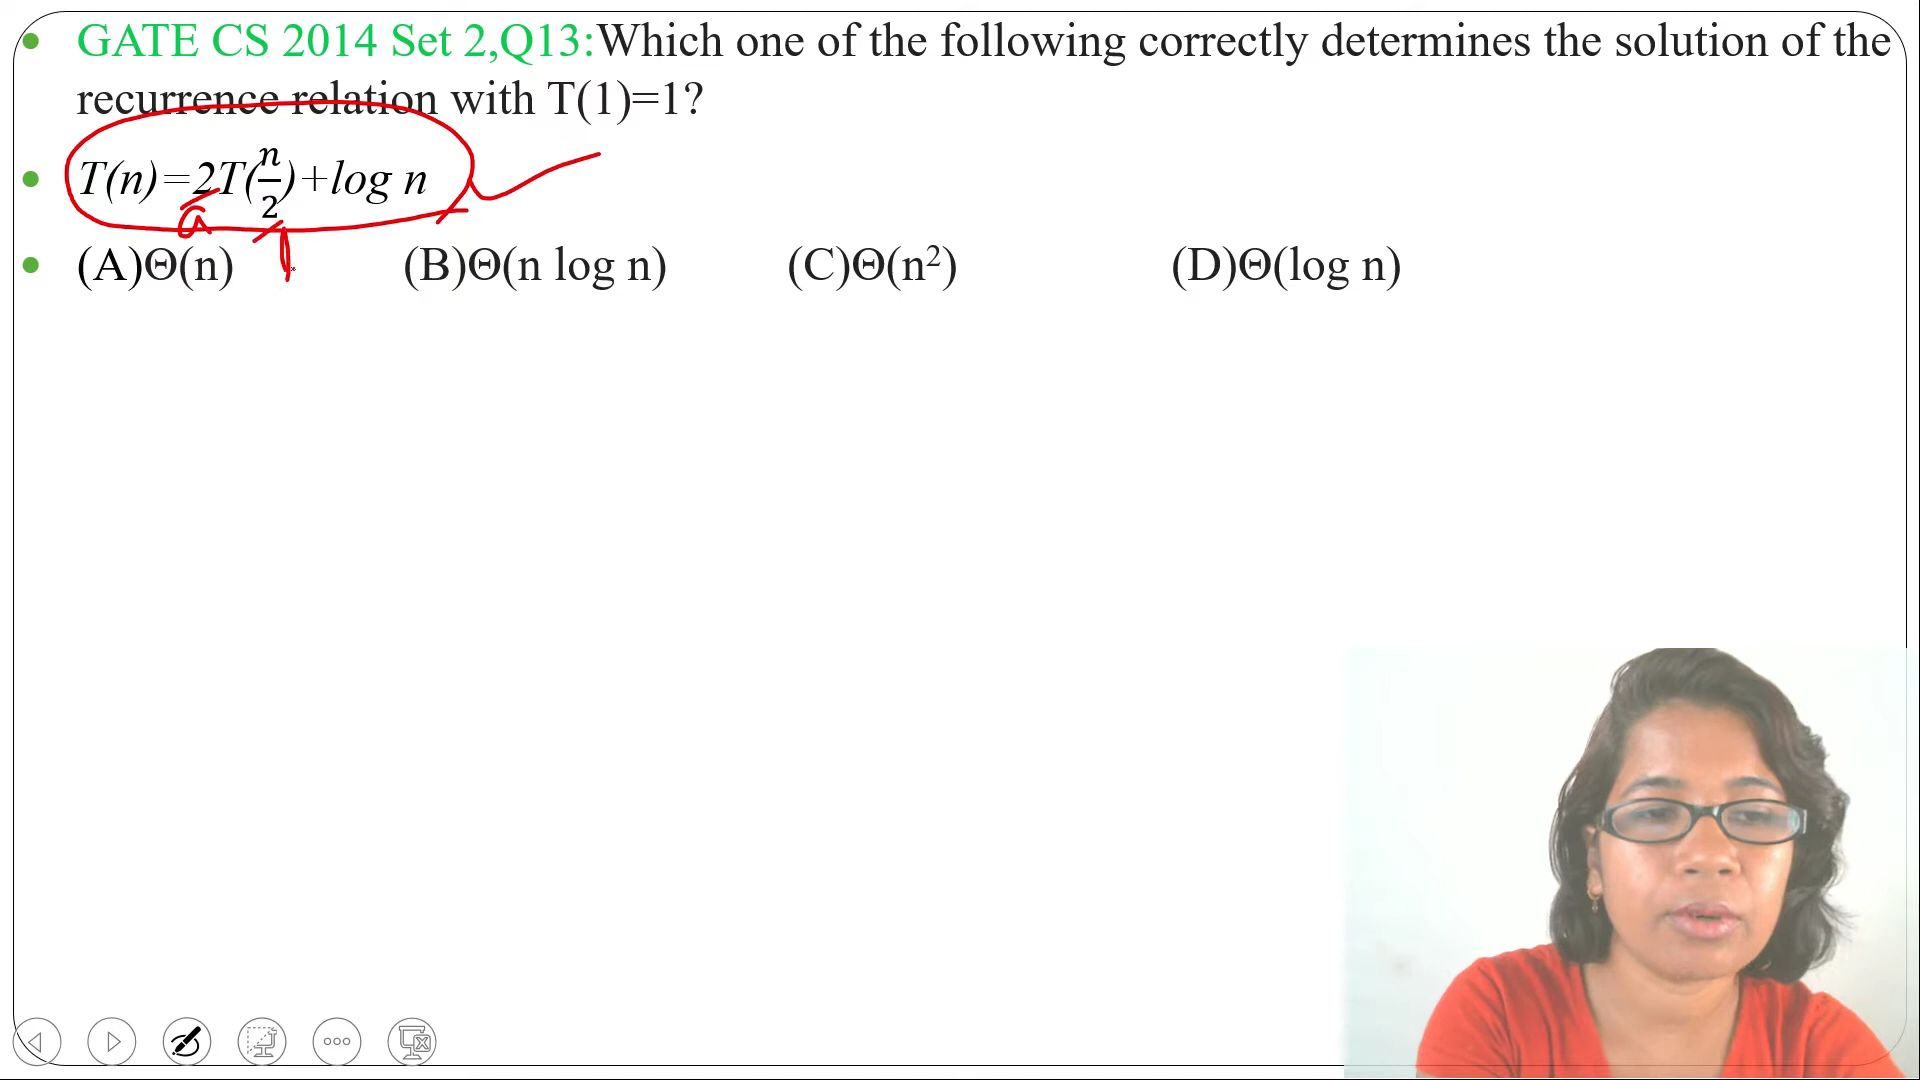 GATE CS 2014 Set 2,Q13:Which one of the following correctly determines the solution of the
recurrence relation with T(1)=1?
T(n)=2T(n/2)+log n
a
(A)Θ(n) (B)Θ(n log n) (C)Θ(n²) (D)Θ(log n)